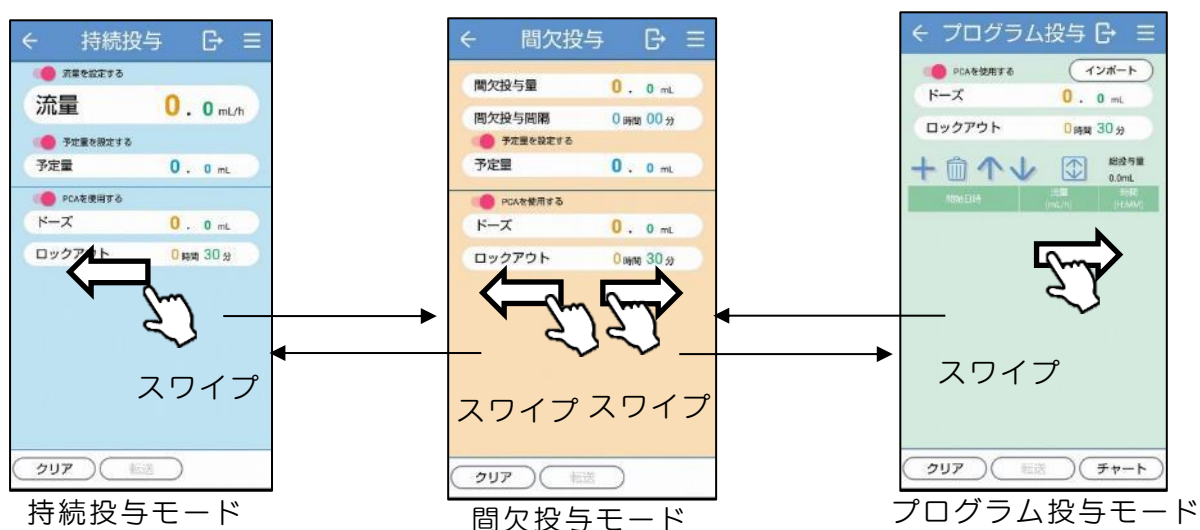 持続投与
流量を設定する
流量 0 . 0 mL/h
予定量を設定する
予定量 0 . 0 mL
PCAを使用する
ドーズ 0 . 0 mL
ロックアウト 0時間 30分
スワイプ
クリア 転送
持続投与モード
間欠投与
間欠投与量 0 . 0 mL
間欠投与間隔 0時間 00分
予定量を設定する
予定量 0 . 0 mL
PCAを使用する
ドーズ 0 . 0 mL
ロックアウト 0時間 30分
スワイプ スワイプ
クリア 転送
間欠投与モード
プログラム投与
PCAを使用する インポート
ドーズ 0 . 0 mL
ロックアウト 0時間 30分
総投与量
0.0mL
開始日時 流量 時間
(mL/h) (H:MM)
スワイプ
クリア 転送 チャート
プログラム投与モード